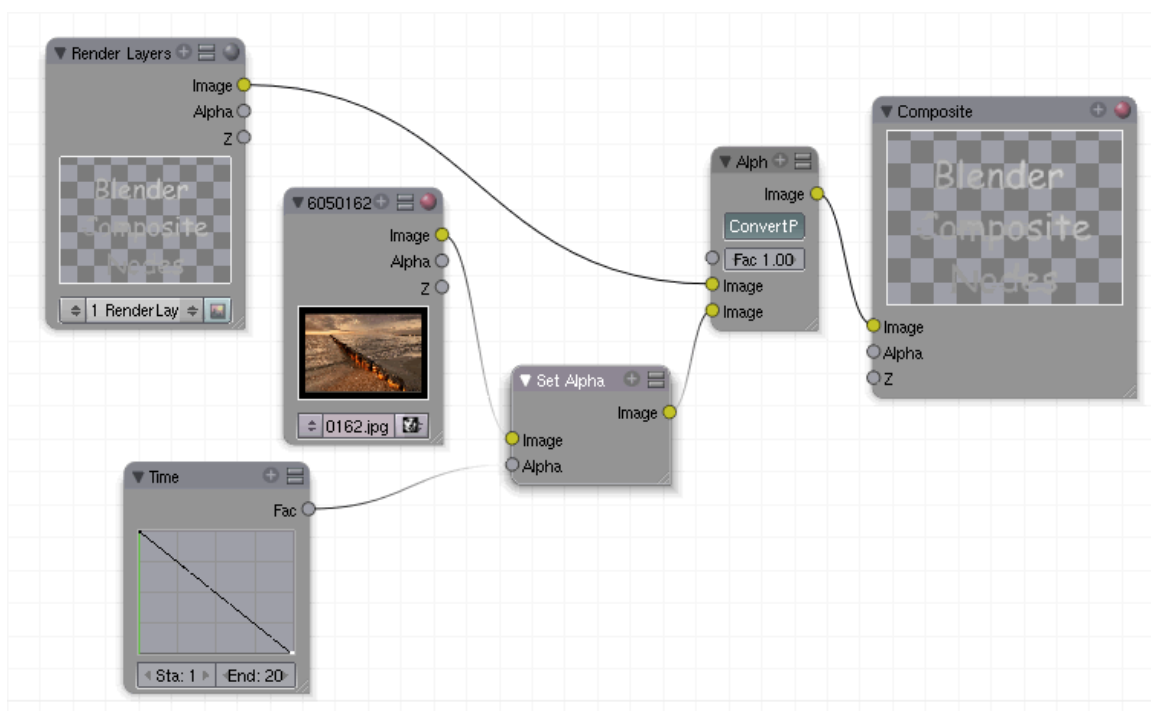 Render Layers
Image
Alpha
Z
Blender
Composite
Nodes
1 RenderLay
6050162
Image
Alpha
Z
0162.jpg
Time
Fac
Sta: 1
End: 20
Set Alpha
Image
Image
Alpha
Alph
Image
ConvertP
Fac 1.00
Image
Image
Composite
Blender
Composite
Nodes
Image
Alpha
Z